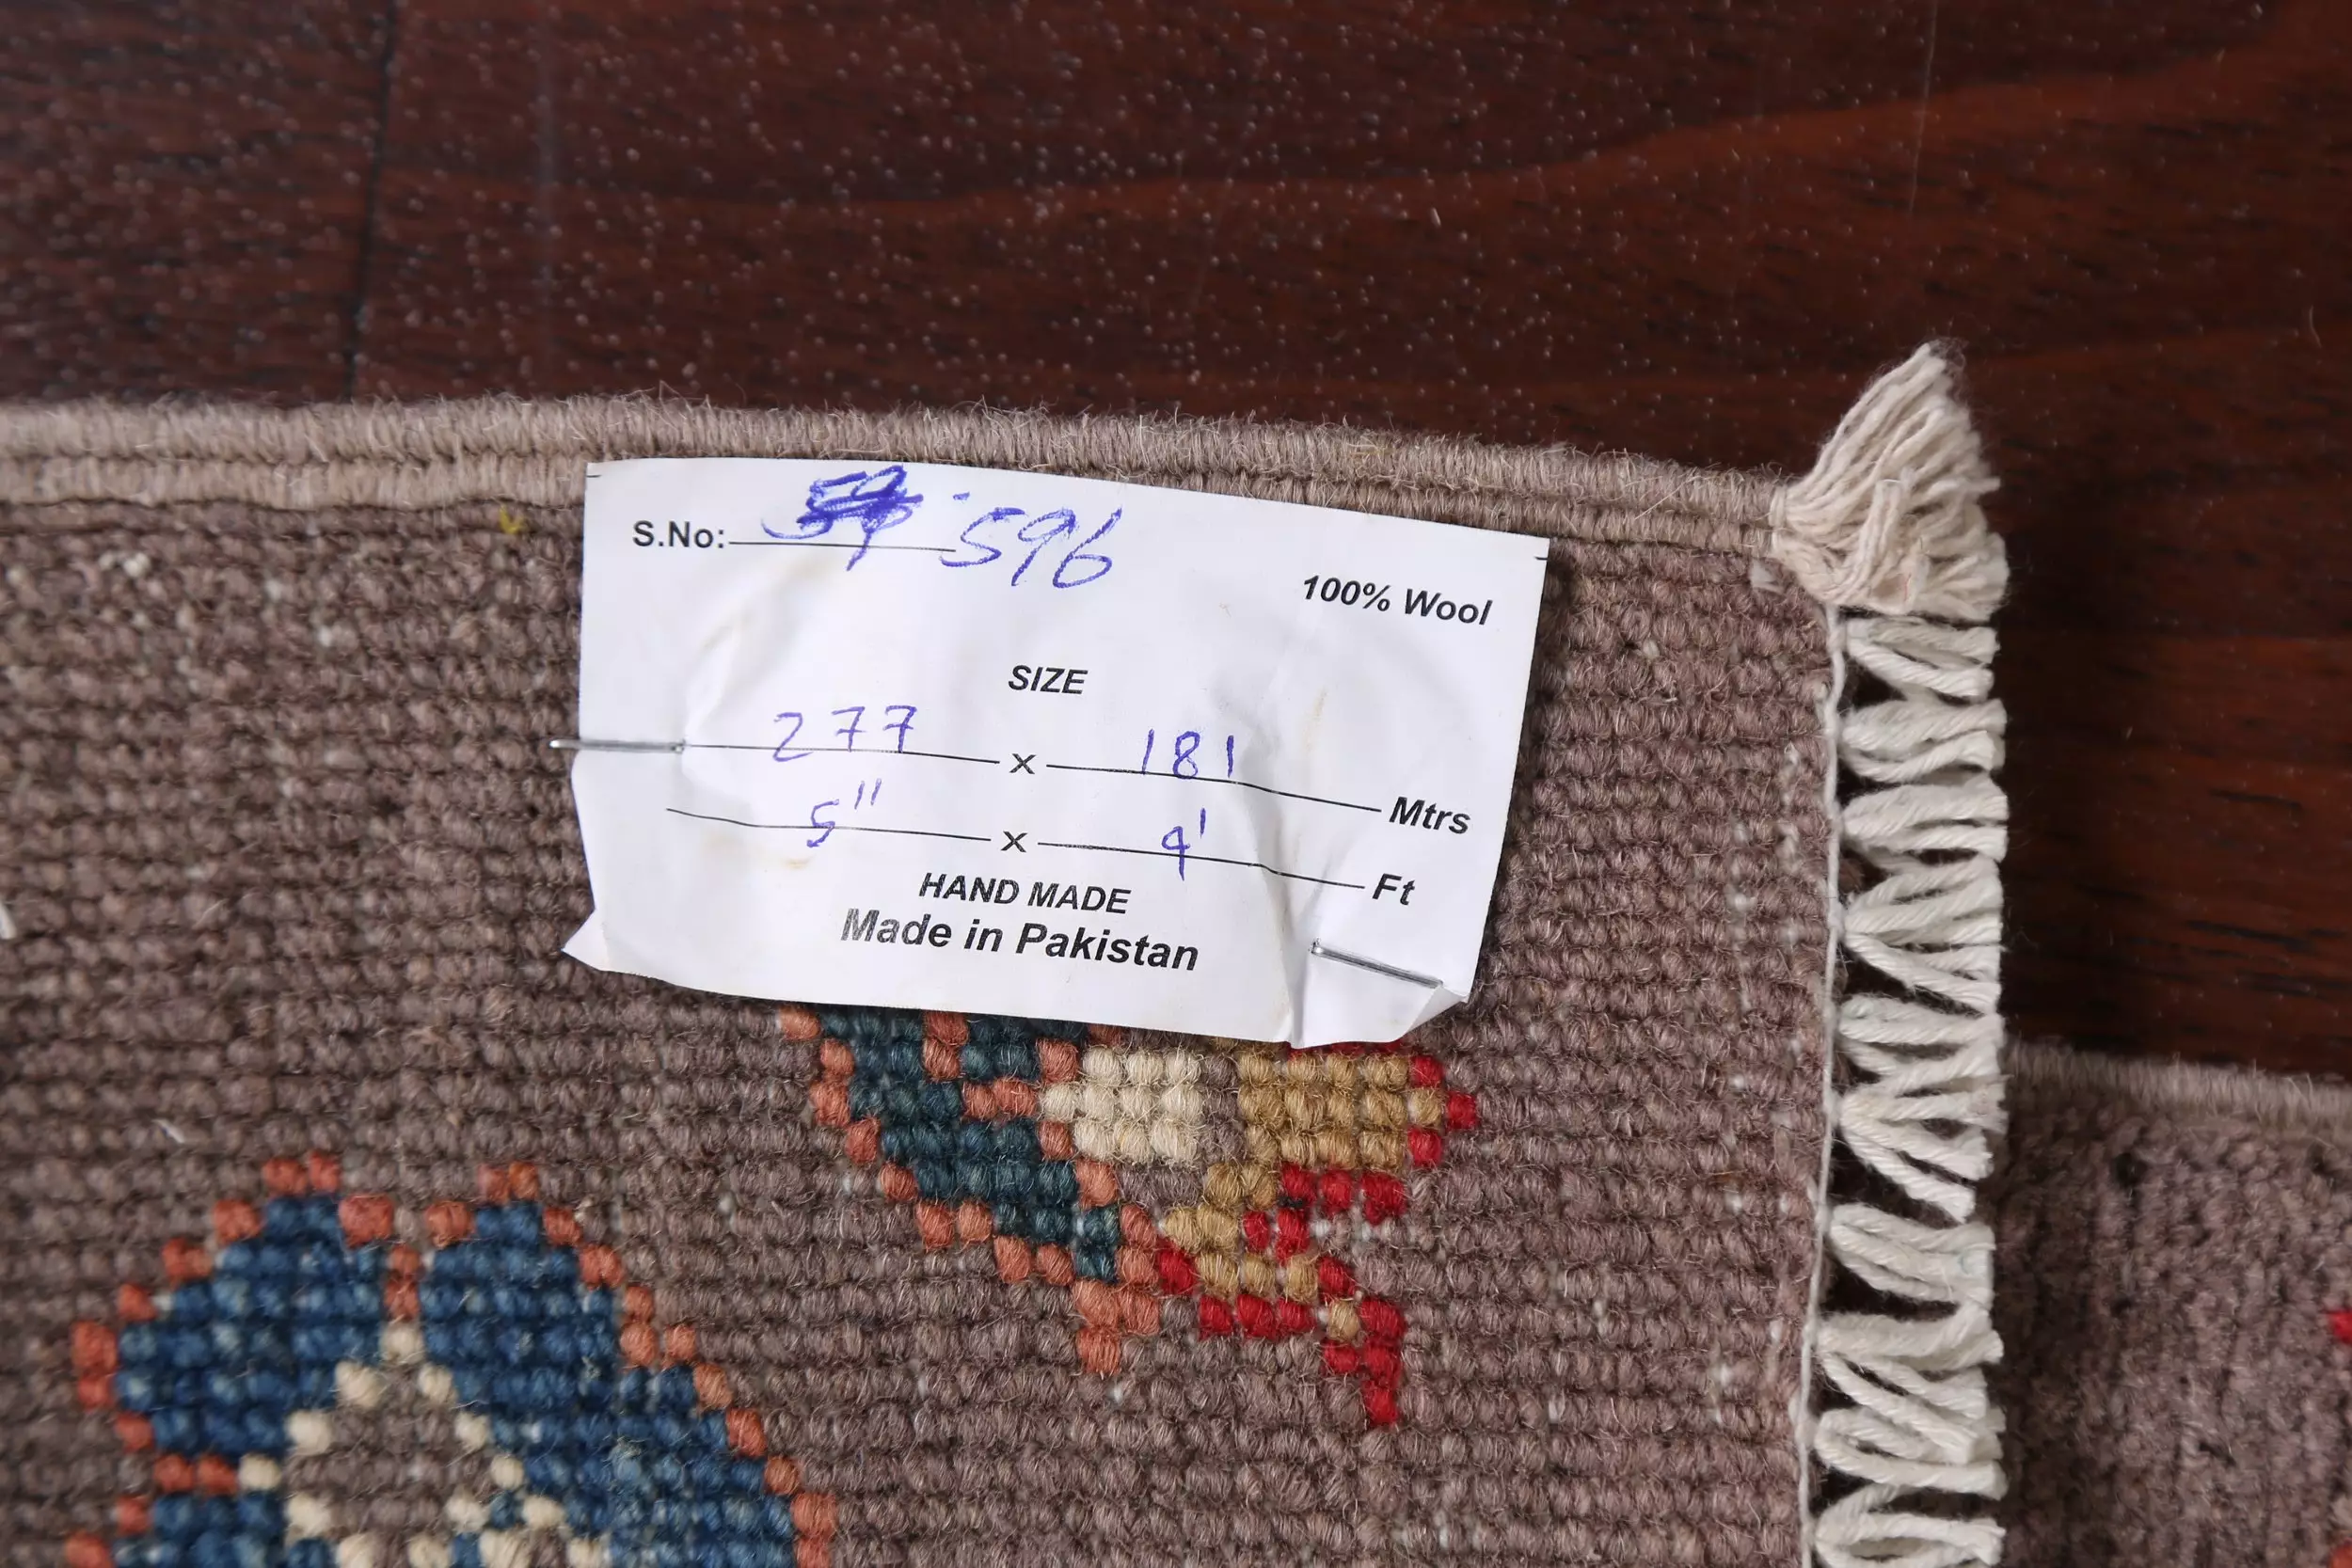 S.No: 596
100% Wool
SIZE
277 x 181 Mtrs
5" x 9' Ft
HAND MADE
Made in Pakistan